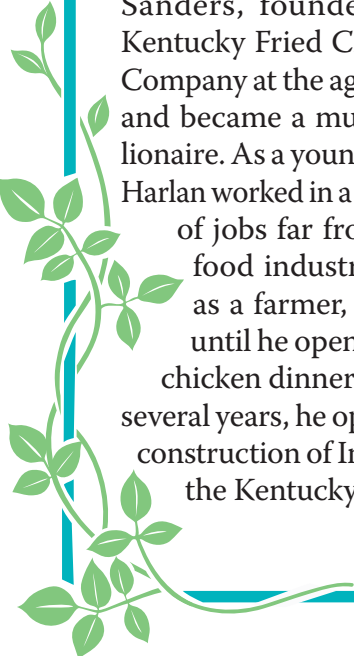 Sanders, founde
Kentucky Fried C
Company at the ag
and became a mu
lionaire. As a youn
Harlan worked in a
of jobs far fro
food industr
as a farmer,
until he open
chicken dinner
several years, he op
construction of In
the Kentucky